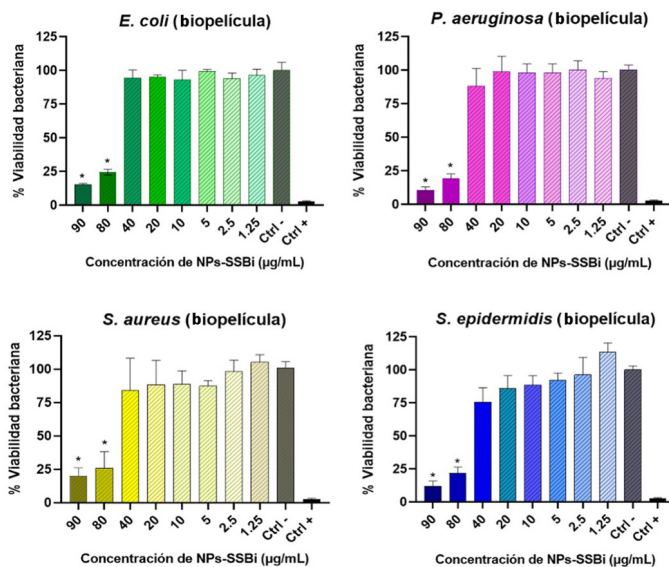 E. coli (biopelícula)
% Viabilidad bacteriana
125
100
75
50
25
0
* *
90 80 40 20 10 5 2.5 1.25 Ctrl - Ctrl +
Concentración de NPs-SSBi (µg/mL)
P. aeruginosa (biopelícula)
% Viabilidad bacteriana
125
100
75
50
25
0
* *
90 80 40 20 10 5 2.5 1.25 Ctrl - Ctrl +
Concentración de NPs-SSBi (µg/mL)
S. aureus (biopelícula)
% Viabilidad bacteriana
125
100
75
50
25
0
* *
90 80 40 20 10 5 2.5 1.25 Ctrl - Ctrl +
Concentración de NPs-SSBi (µg/mL)
S. epidermidis (biopelícula)
% Viabilidad bacteriana
125
100
75
50
25
0
* *
90 80 40 20 10 5 2.5 1.25 Ctrl - Ctrl +
Concentración de NPs-SSBi (µg/mL)